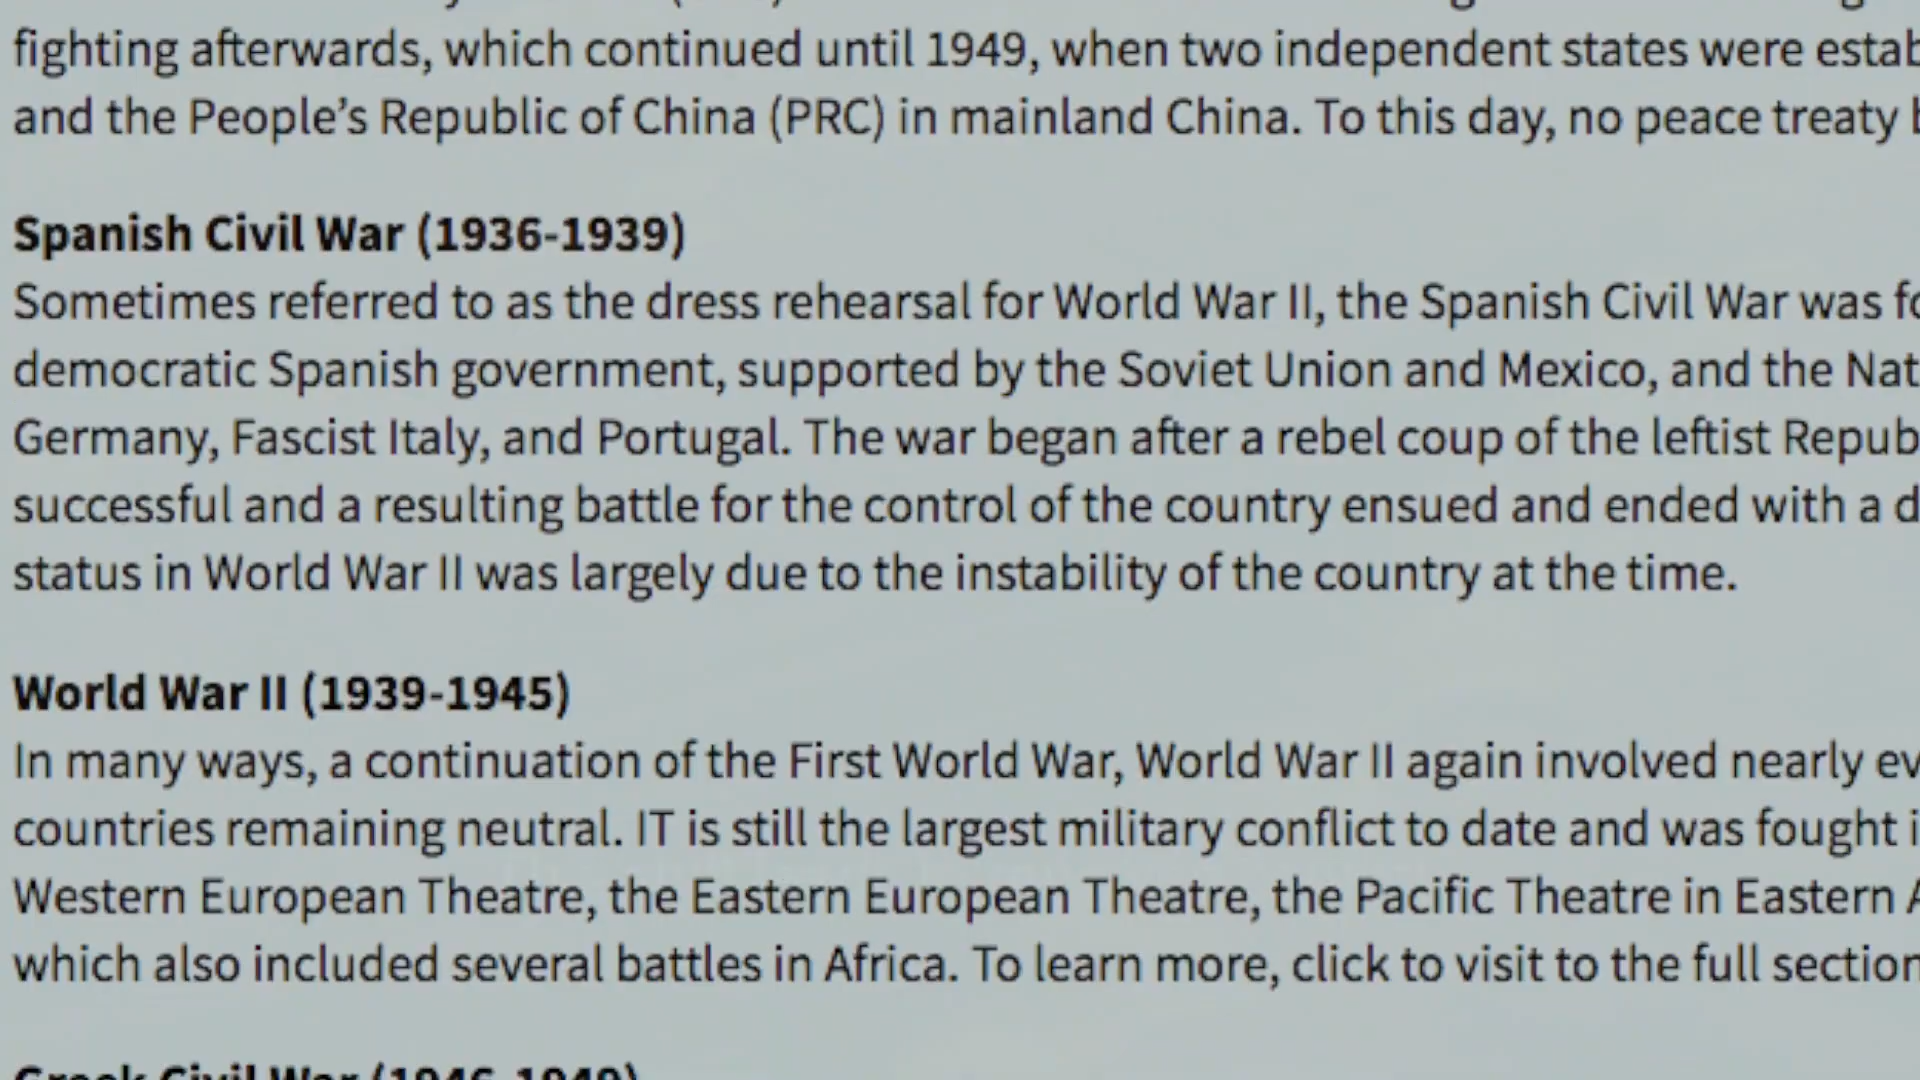 fighting afterwards, which continued until 1949, when two independent states were
and the People’s Republic of China (PRC) in mainland China. To this day, no peace treaty
Spanish Civil War (1936-1939)
Sometimes referred to as the dress rehearsal for World War II, the Spanish Civil War was
democratic Spanish government, supported by the Soviet Union and Mexico, and the
Germany, Fascist Italy, and Portugal. The war began after a rebel coup of the leftist
successful and a resulting battle for the control of the country ensued and ended with a
status in World War II was largely due to the instability of the country at the time.
World War II (1939-1945)
In many ways, a continuation of the First World War, World War II again involved nearly
countries remaining neutral. IT is still the largest military conflict to date and was fought
Western European Theatre, the Eastern European Theatre, the Pacific Theatre in Eastern
which also included several battles in Africa. To learn more, click to visit to the full section
Greek Civil War (1946-1949)